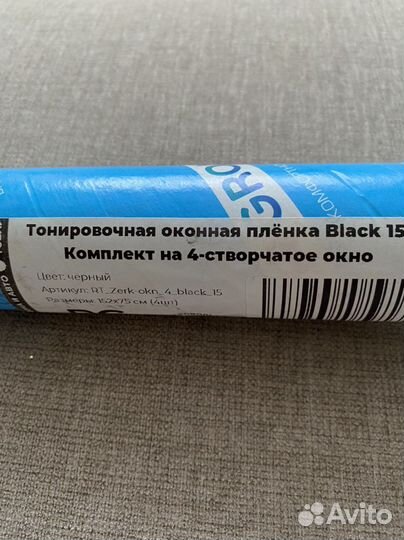 GRO
Тонировочная оконная плёнка Black 15
Комплект на 4-створчатое окно
Цвет: черный
Артикул: RT_Zerk-okn_4_black_15
Размеры: 152х75 см (4шт)
Avito